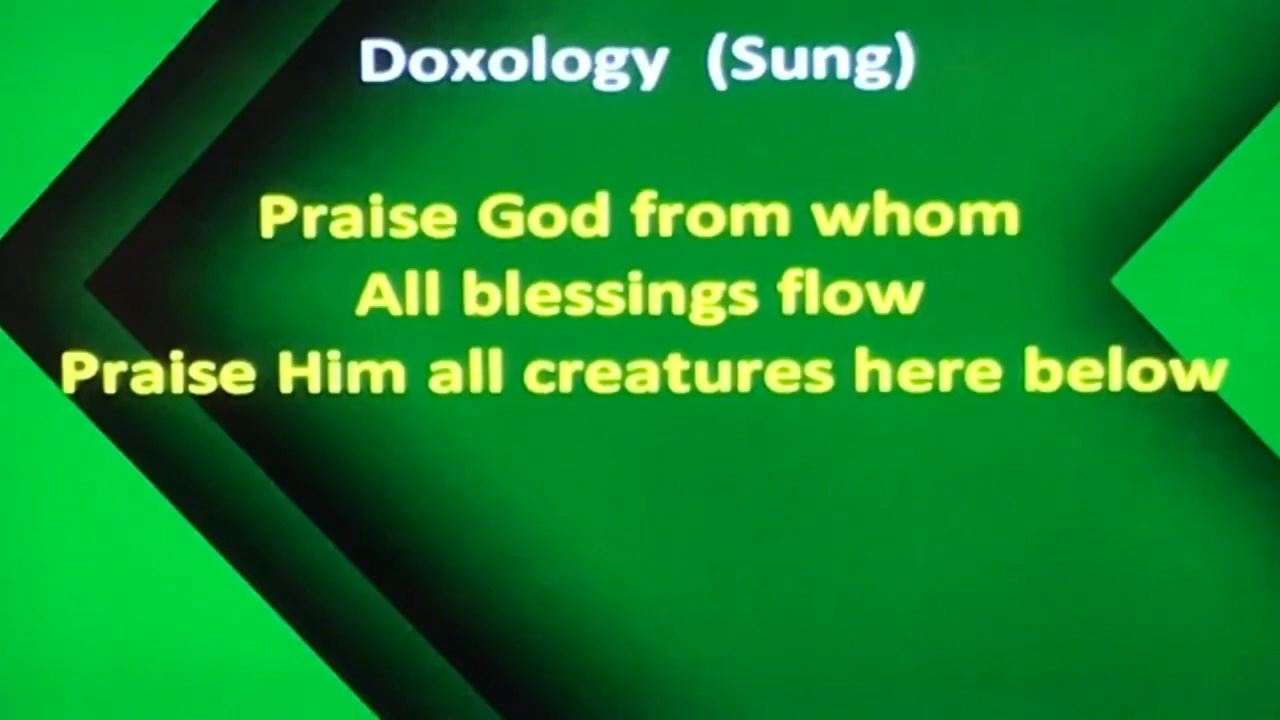 Doxology (Sung)
Praise God from whom
All blessings flow
Praise Him all creatures here below